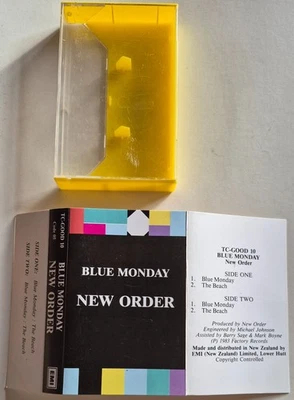 SIDE ONE: Blue Monday / The Beach
SIDE TWO: Blue Monday / The Beach
TC-GOOD 10
BLUE MONDAY
NEW ORDER
EMI
BLUE MONDAY
NEW ORDER
TC-GOOD 10
BLUE MONDAY
New Order
SIDE ONE
1. Blue Monday
2. The Beach
SIDE TWO
1. Blue Monday
2. The Beach
Produced by New Order
Engineered by Michael Johnson
Assisted by Barry Sage & Mark Boyne
(P) 1983 Factory Records
Made and distributed in New Zealand by
EMI (New Zealand) Limited, Lower Hutt
Copyright Controlled